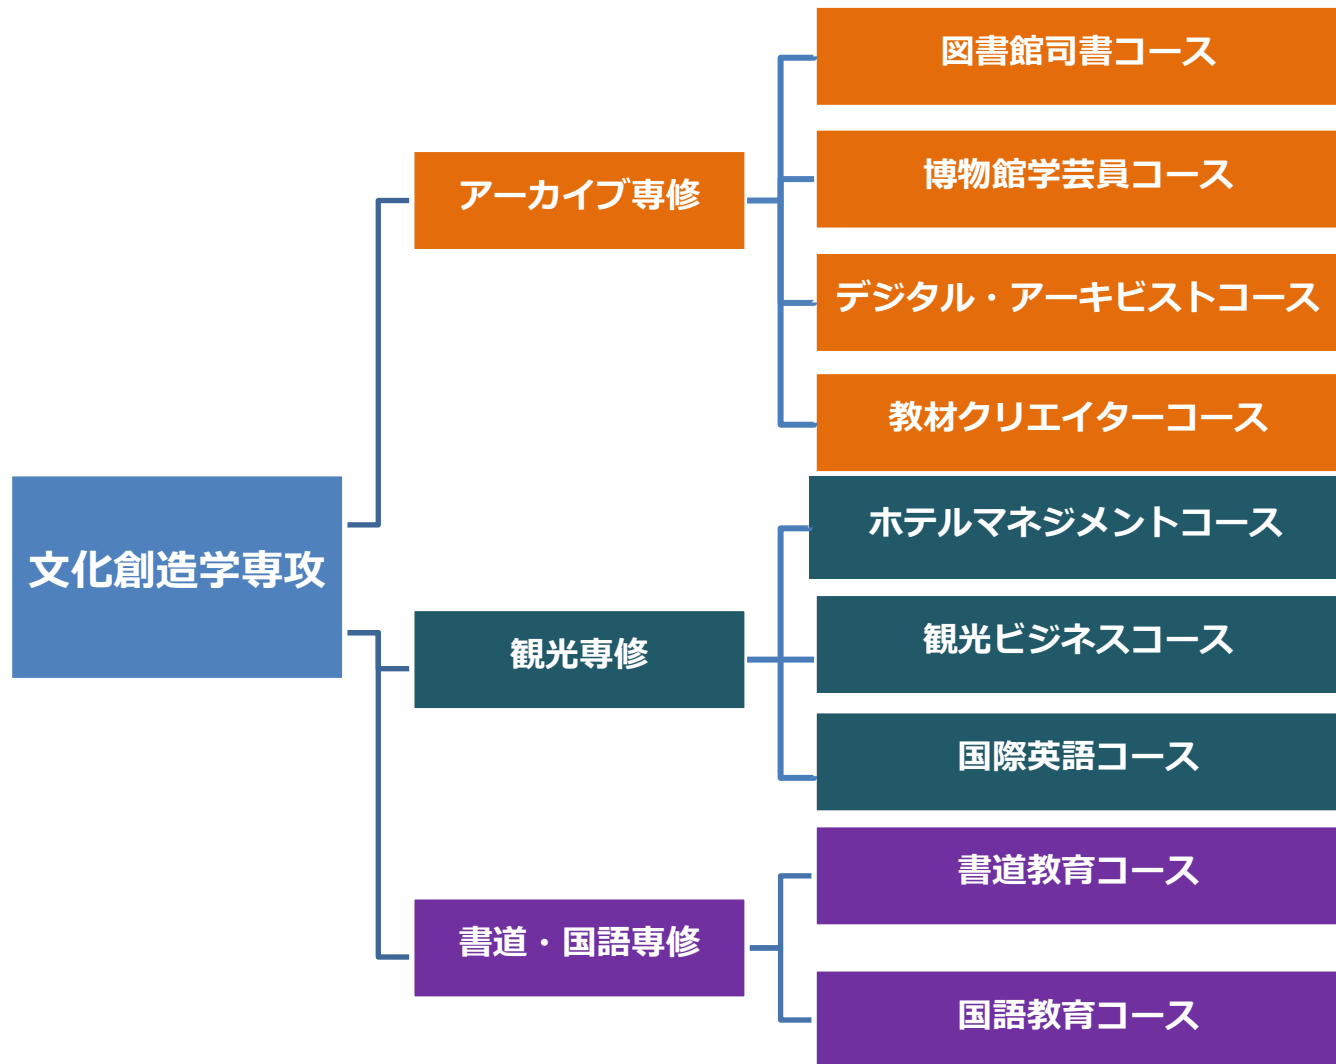 文化創造学専攻
アーカイブ専修
図書館司書コース
博物館学芸員コース
デジタル・アーキビストコース
教材クリエイターコース
観光専修
ホテルマネジメントコース
観光ビジネスコース
国際英語コース
書道・国語専修
書道教育コース
国語教育コース